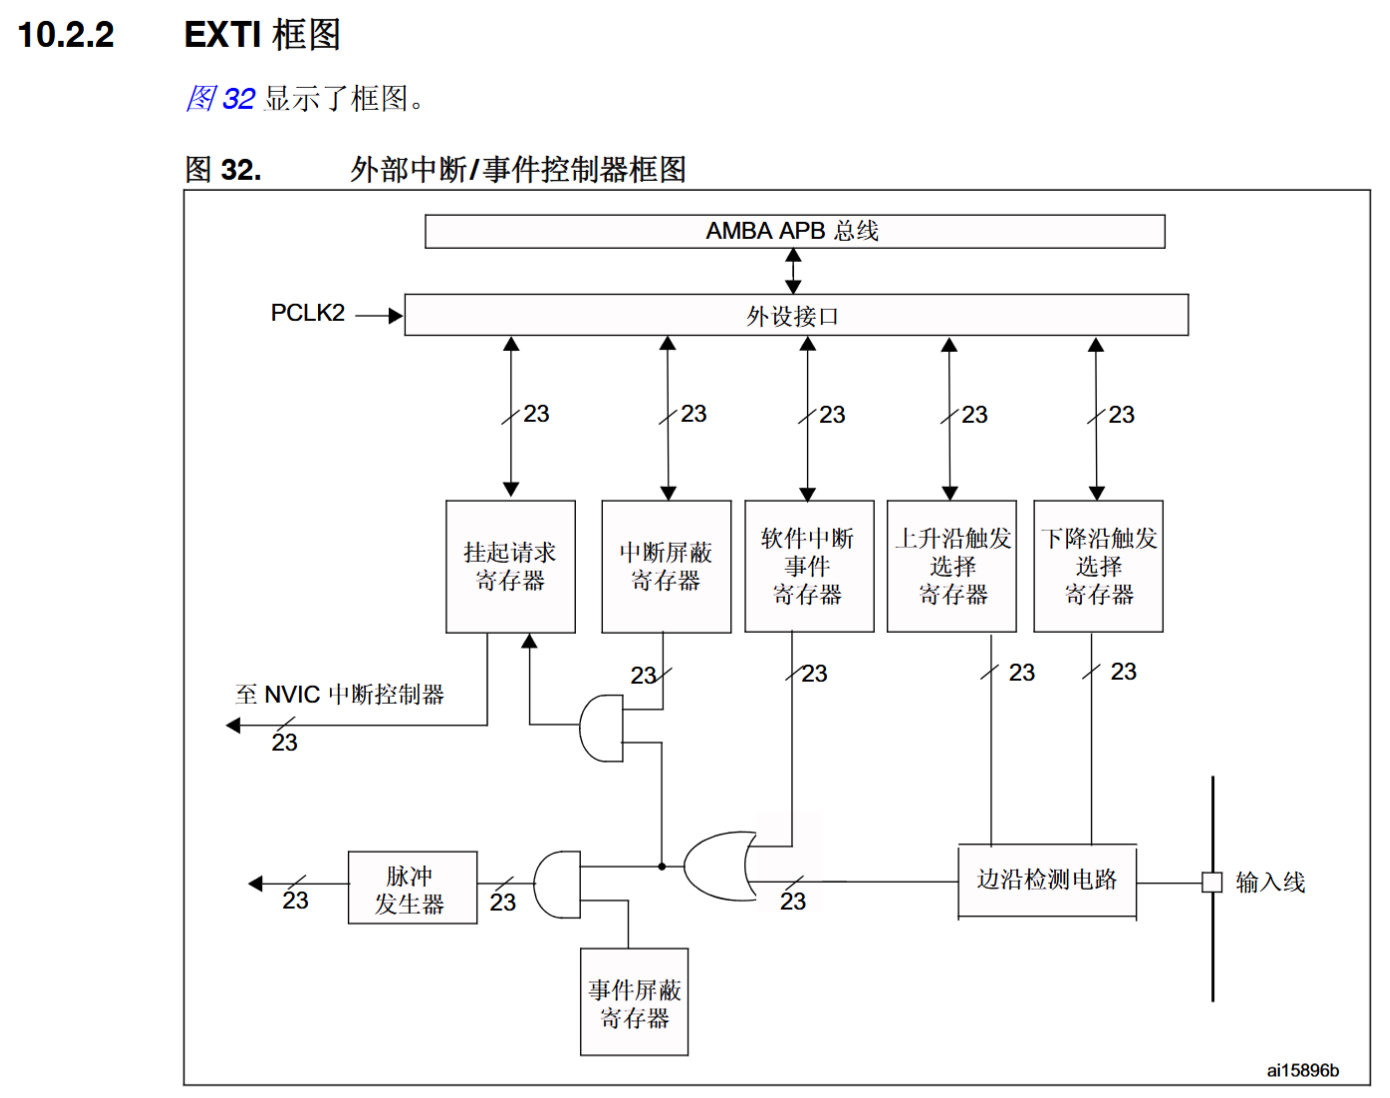 10.2.2 EXTI 框图
图 32 显示了框图。
图 32. 外部中断/事件控制器框图
AMBA APB 总线
PCLK2
外设接口
23 23 23 23 23
挂起请求
寄存器
中断屏蔽
寄存器
软件中断
事件
寄存器
上升沿触发
选择
寄存器
下降沿触发
选择
寄存器
23 23 23 23
至 NVIC 中断控制器
23
脉冲
发生器
边沿检测电路
输入线
23 23 23
事件屏蔽
寄存器
ai15896b